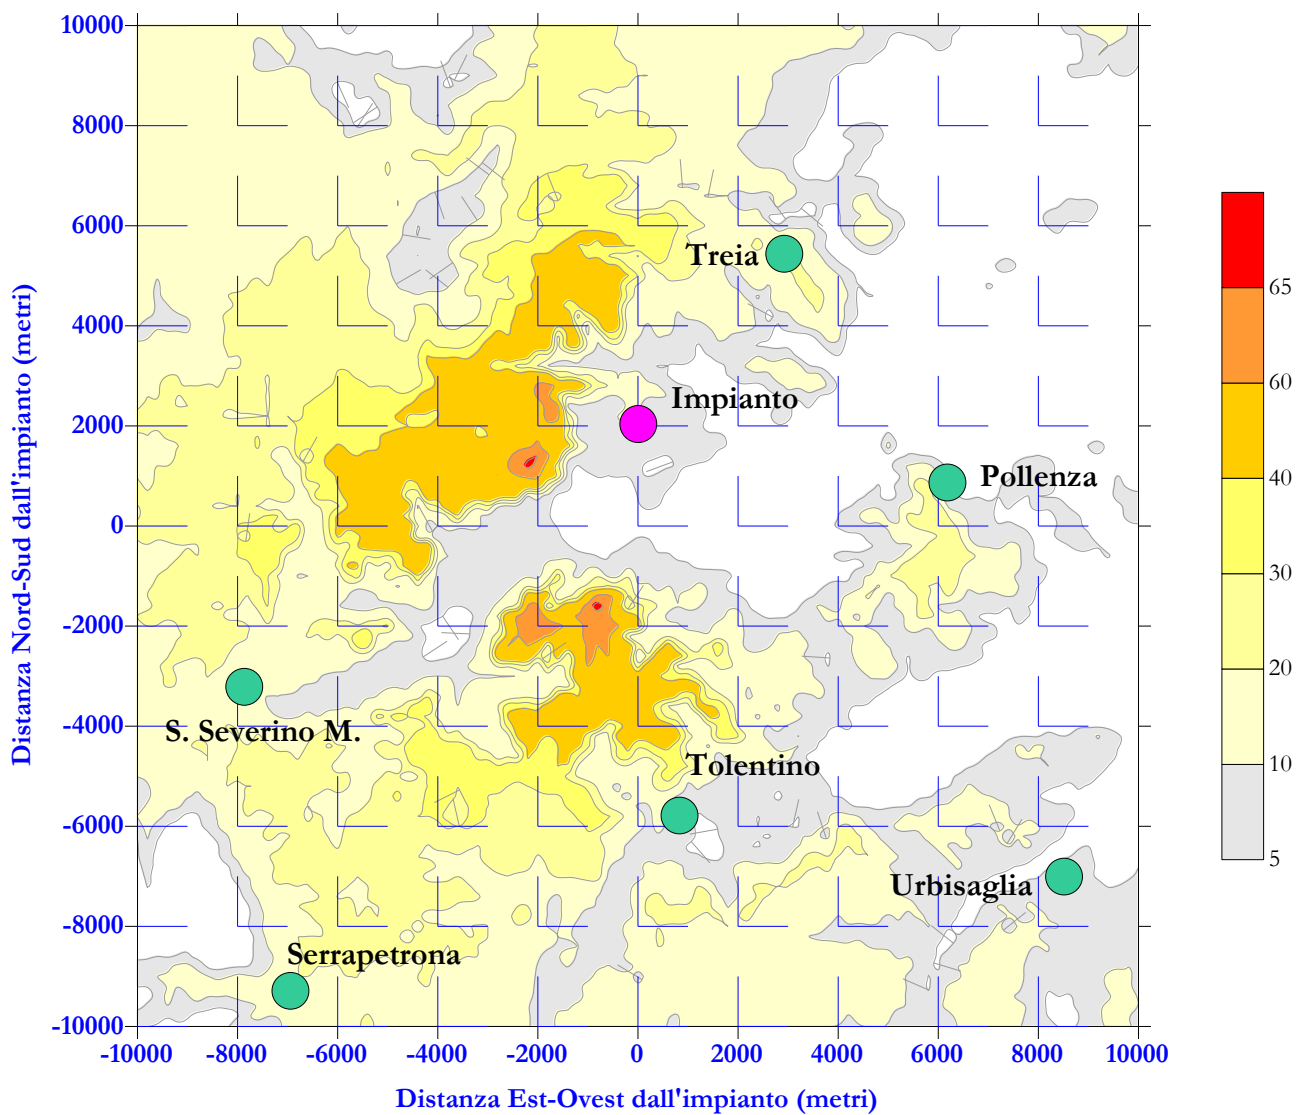 10000
8000
6000
4000
2000
0
-2000
-4000
-6000
-8000
-10000
Distanza Nord-Sud dall'impianto (metri)
Treia
Impianto
Pollenza
S. Severino M.
Tolentino
Urbisaglia
Serrapetrona
65
60
40
30
20
10
5
-10000 -8000 -6000 -4000 -2000 0 2000 4000 6000 8000 10000
Distanza Est-Ovest dall'impianto (metri)